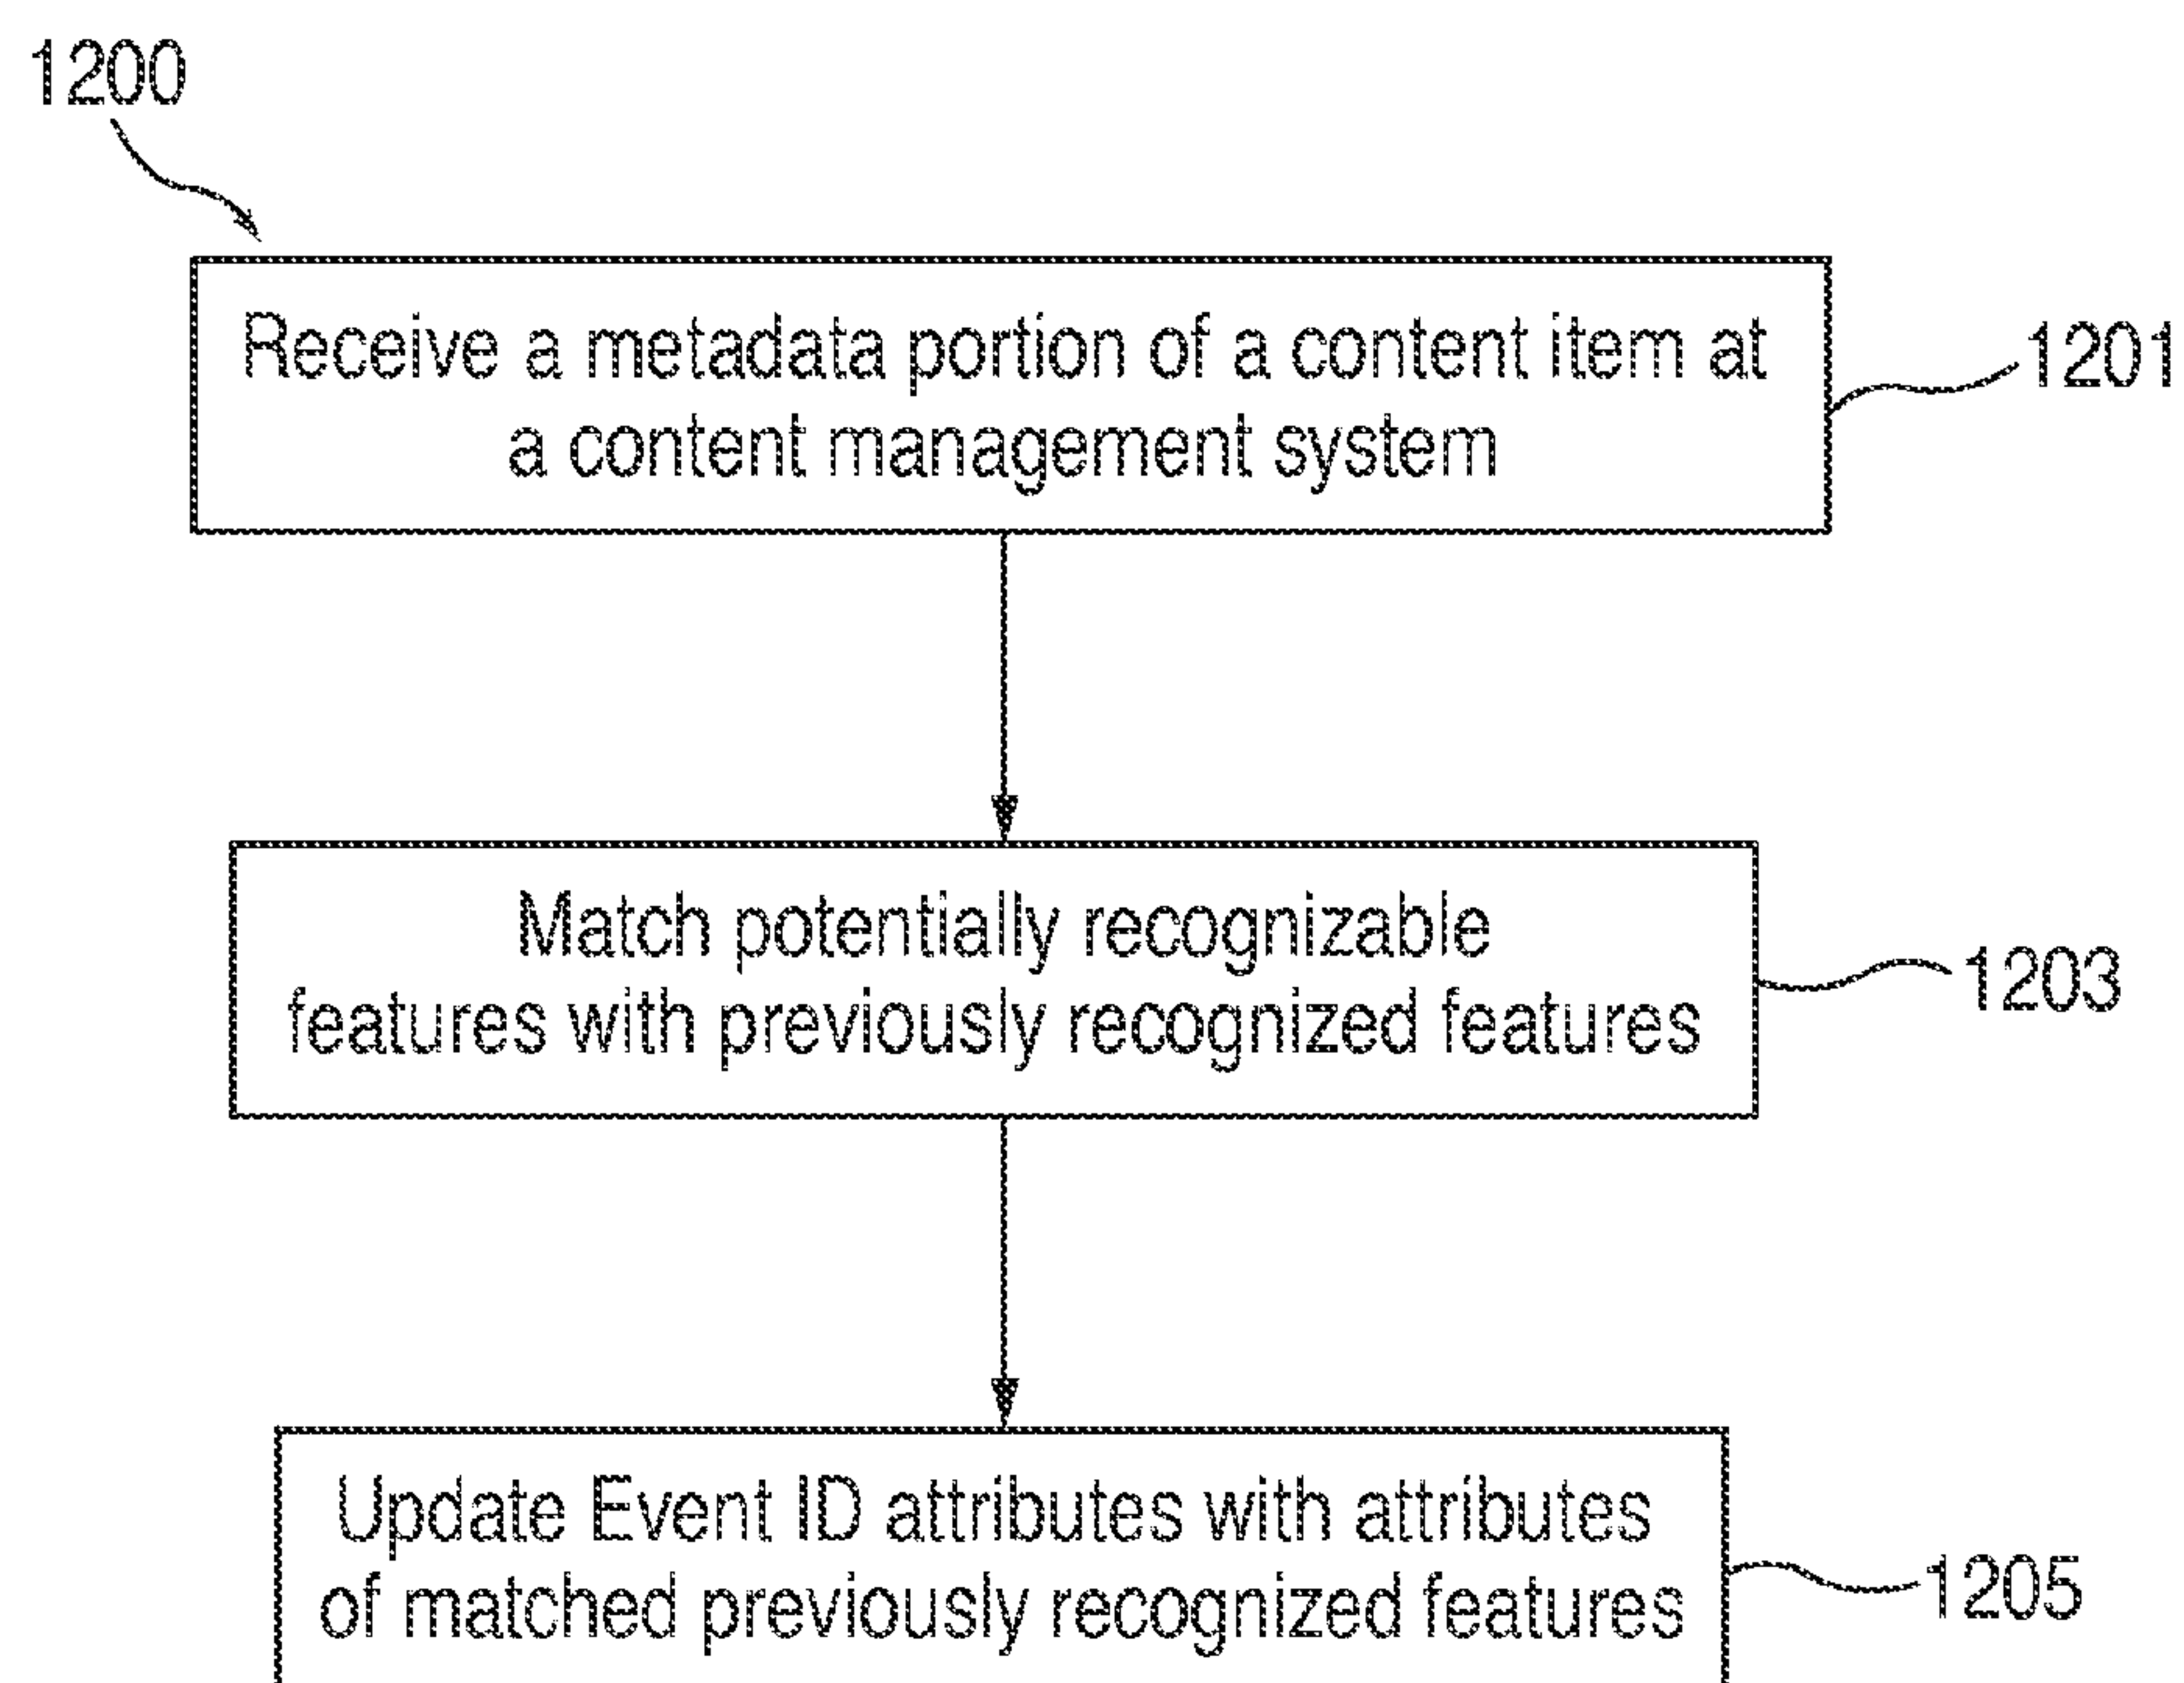 1200
Receive a metadata portion of a content item at
a content management system
1201
Match potentially recognizable
features with previously recognized features
1203
Update Event ID attributes with attributes
of matched previously recognized features
1205